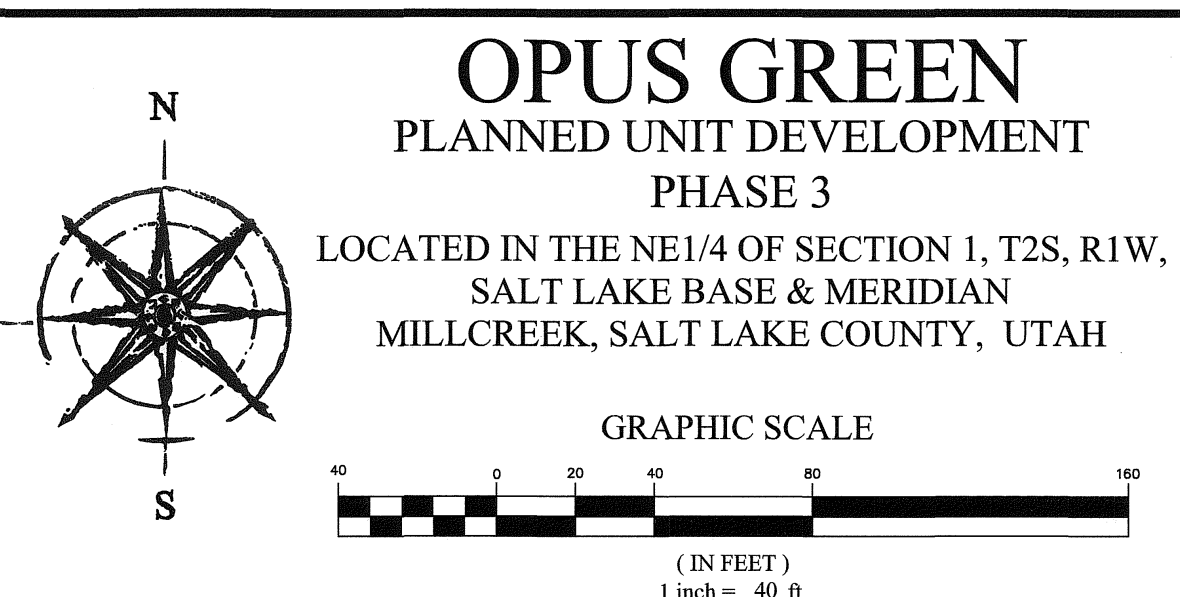 N
OPUS GREEN
PLANNED UNIT DEVELOPMENT
PHASE 3
LOCATED IN THE NE1/4 OF SECTION 1, T2S, R1W,
SALT LAKE BASE & MERIDIAN
MILLCREEK, SALT LAKE COUNTY, UTAH
S
GRAPHIC SCALE
40 0 20 40 80 160
( IN FEET )
1 inch = 40 ft